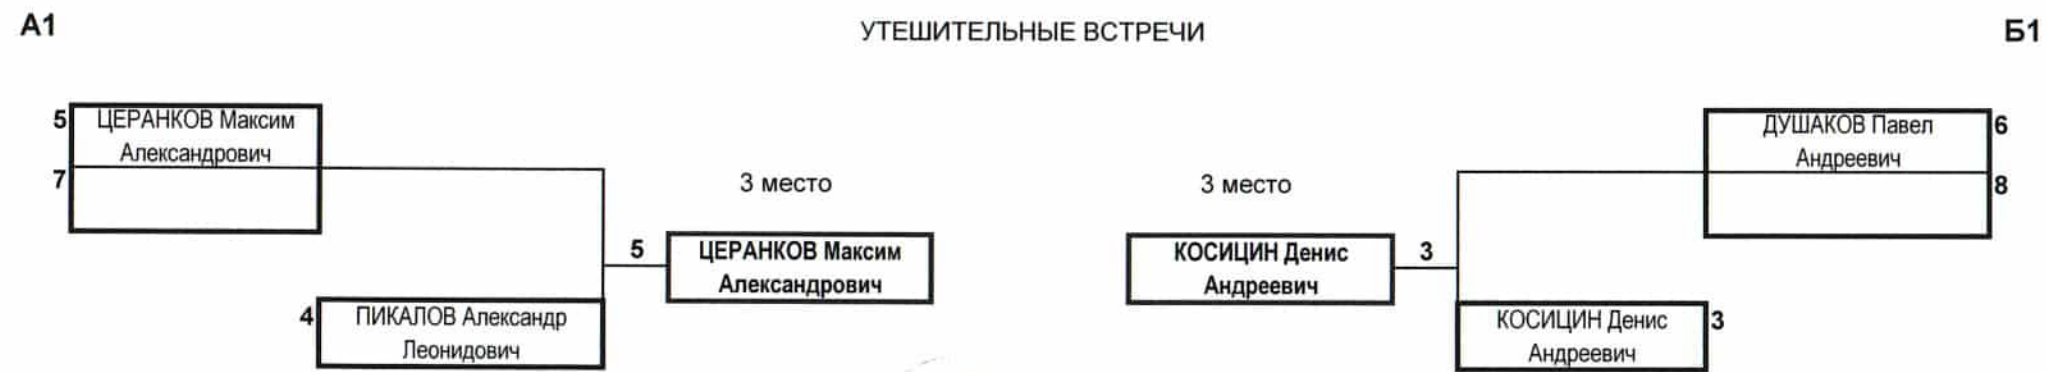 А1
УТЕШИТЕЛЬНЫЕ ВСТРЕЧИ
Б1
5
ЦЕРАНКОВ Максим
Александрович
7
3 место
5
ЦЕРАНКОВ Максим
Александрович
4
ПИКАЛОВ Александр
Леонидович
3 место
КОСИЦИН Денис
Андреевич
3
ДУШАКОВ Павел
Андреевич
6
8
КОСИЦИН Денис
Андреевич
3